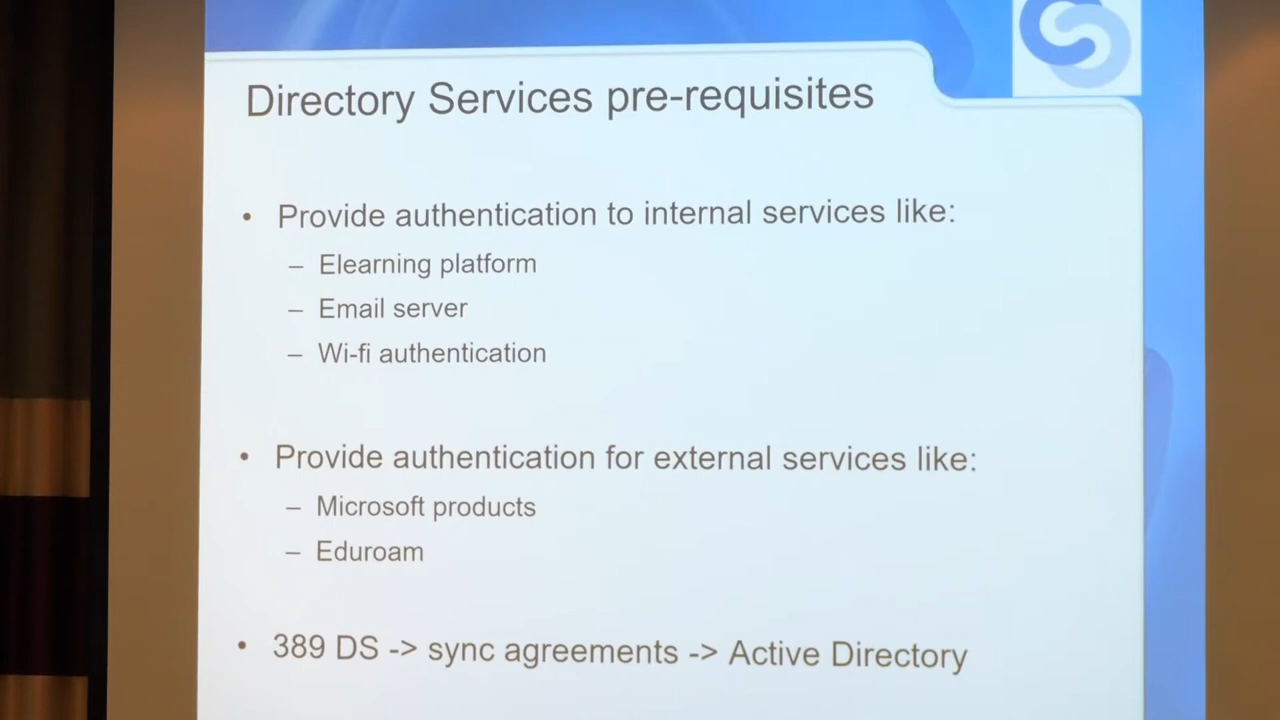 Directory Services pre-requisites
• Provide authentication to internal services like:
– Elearning platform
– Email server
– Wi-fi authentication
• Provide authentication for external services like:
– Microsoft products
– Eduroam
• 389 DS -> sync agreements -> Active Directory